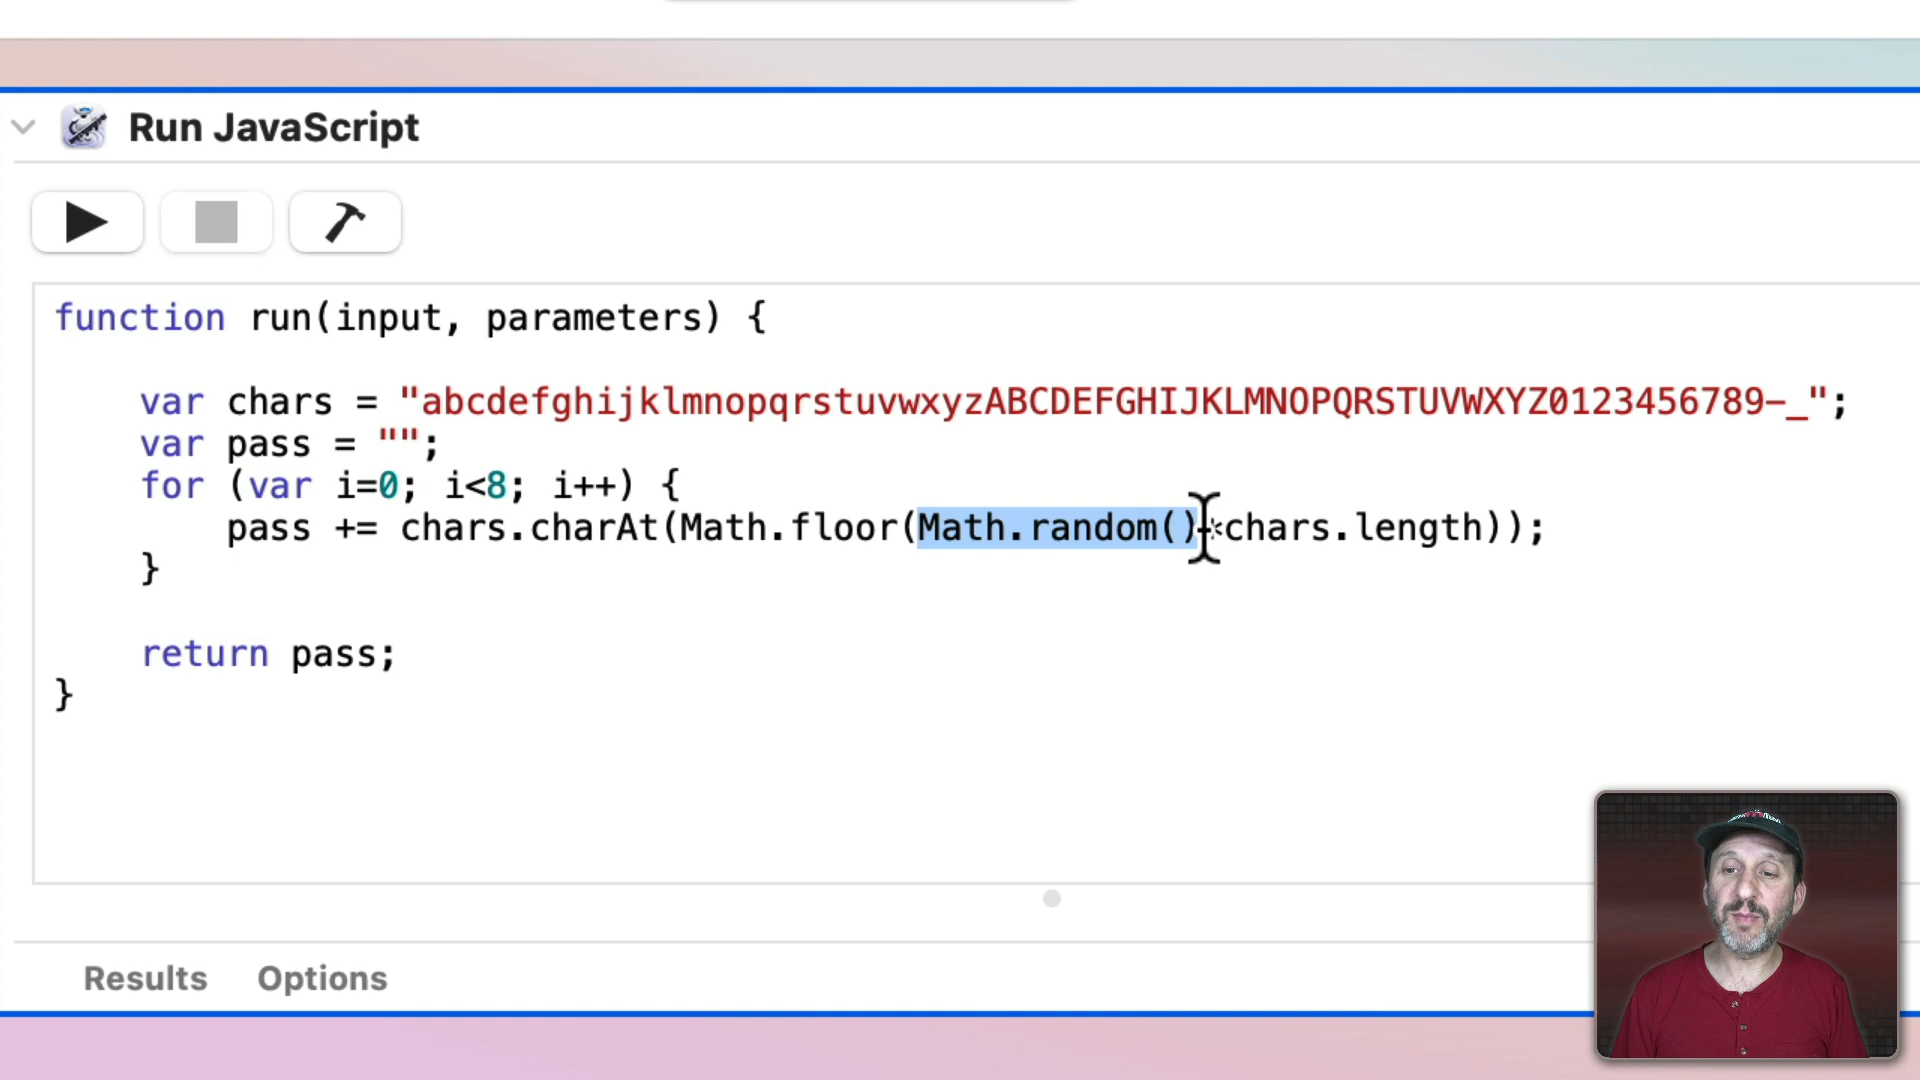 Run JavaScript
function run(input, parameters) {
var chars = "abcdefghijklmnopqrstuvwxyzABCDEFGHIJKLMNOPQRSTUVWXYZ0123456789-_";
var pass = "";
for (var i=0; i<8; i++) {
pass += chars.charAt(Math.floor(Math.random()*chars.length));
}
return pass;
}
Results Options